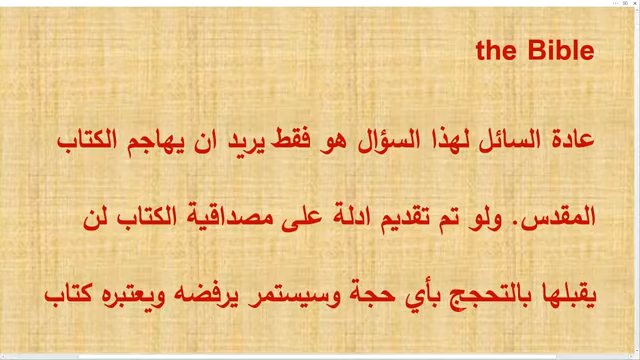 the Bible
عادة السائل لهذا السؤال هو فقط يريد ان يهاجم الكتاب
المقدس. ولو تم تقديم ادلة على مصداقية الكتاب لن
يقبلها بالتحجج بأي حجة وسيستمر يرفضه ويعتبره كتاب